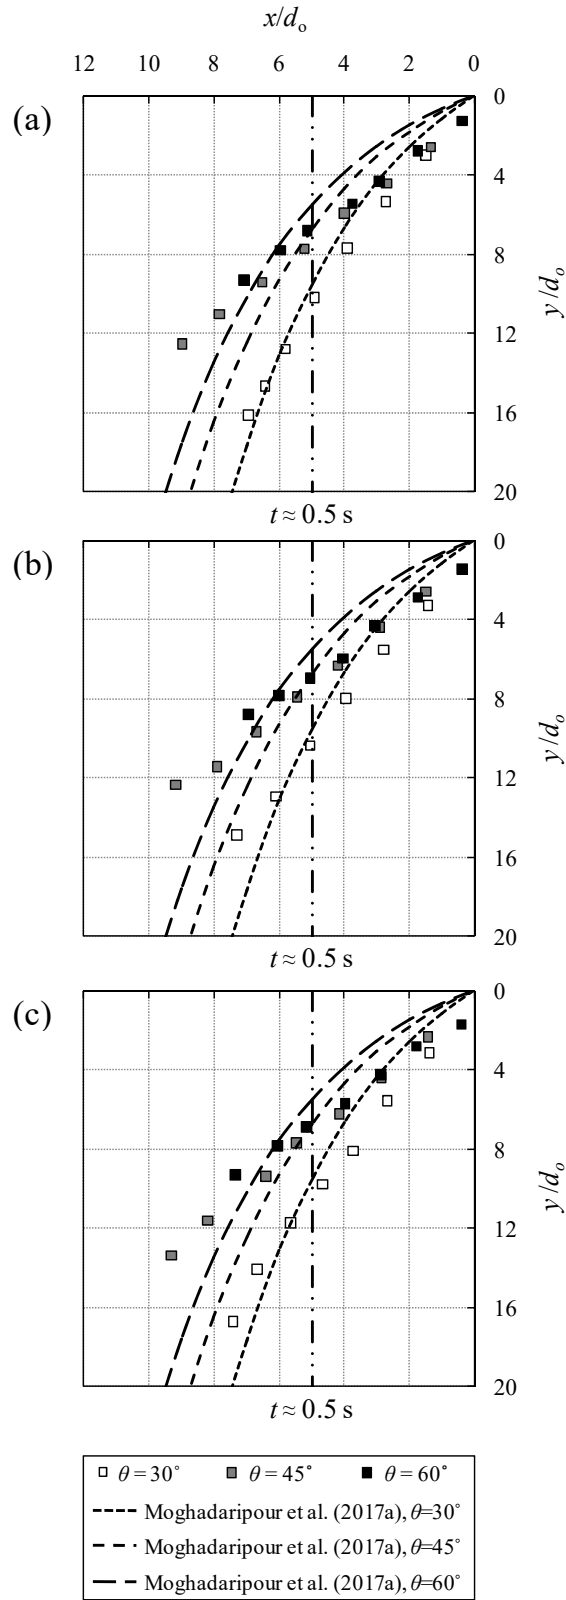 x/dₒ
12 10 8 6 4 2 0
(a)
0
4
8
12
16
20
y/dₒ
t ≈ 0.5 s
(b)
0
4
8
12
16
20
y/dₒ
t ≈ 0.5 s
(c)
0
4
8
12
16
20
y/dₒ
t ≈ 0.5 s
θ = 30° θ = 45° θ = 60°
Moghadaripour et al. (2017a), θ=30°
Moghadaripour et al. (2017a), θ=45°
Moghadaripour et al. (2017a), θ=60°